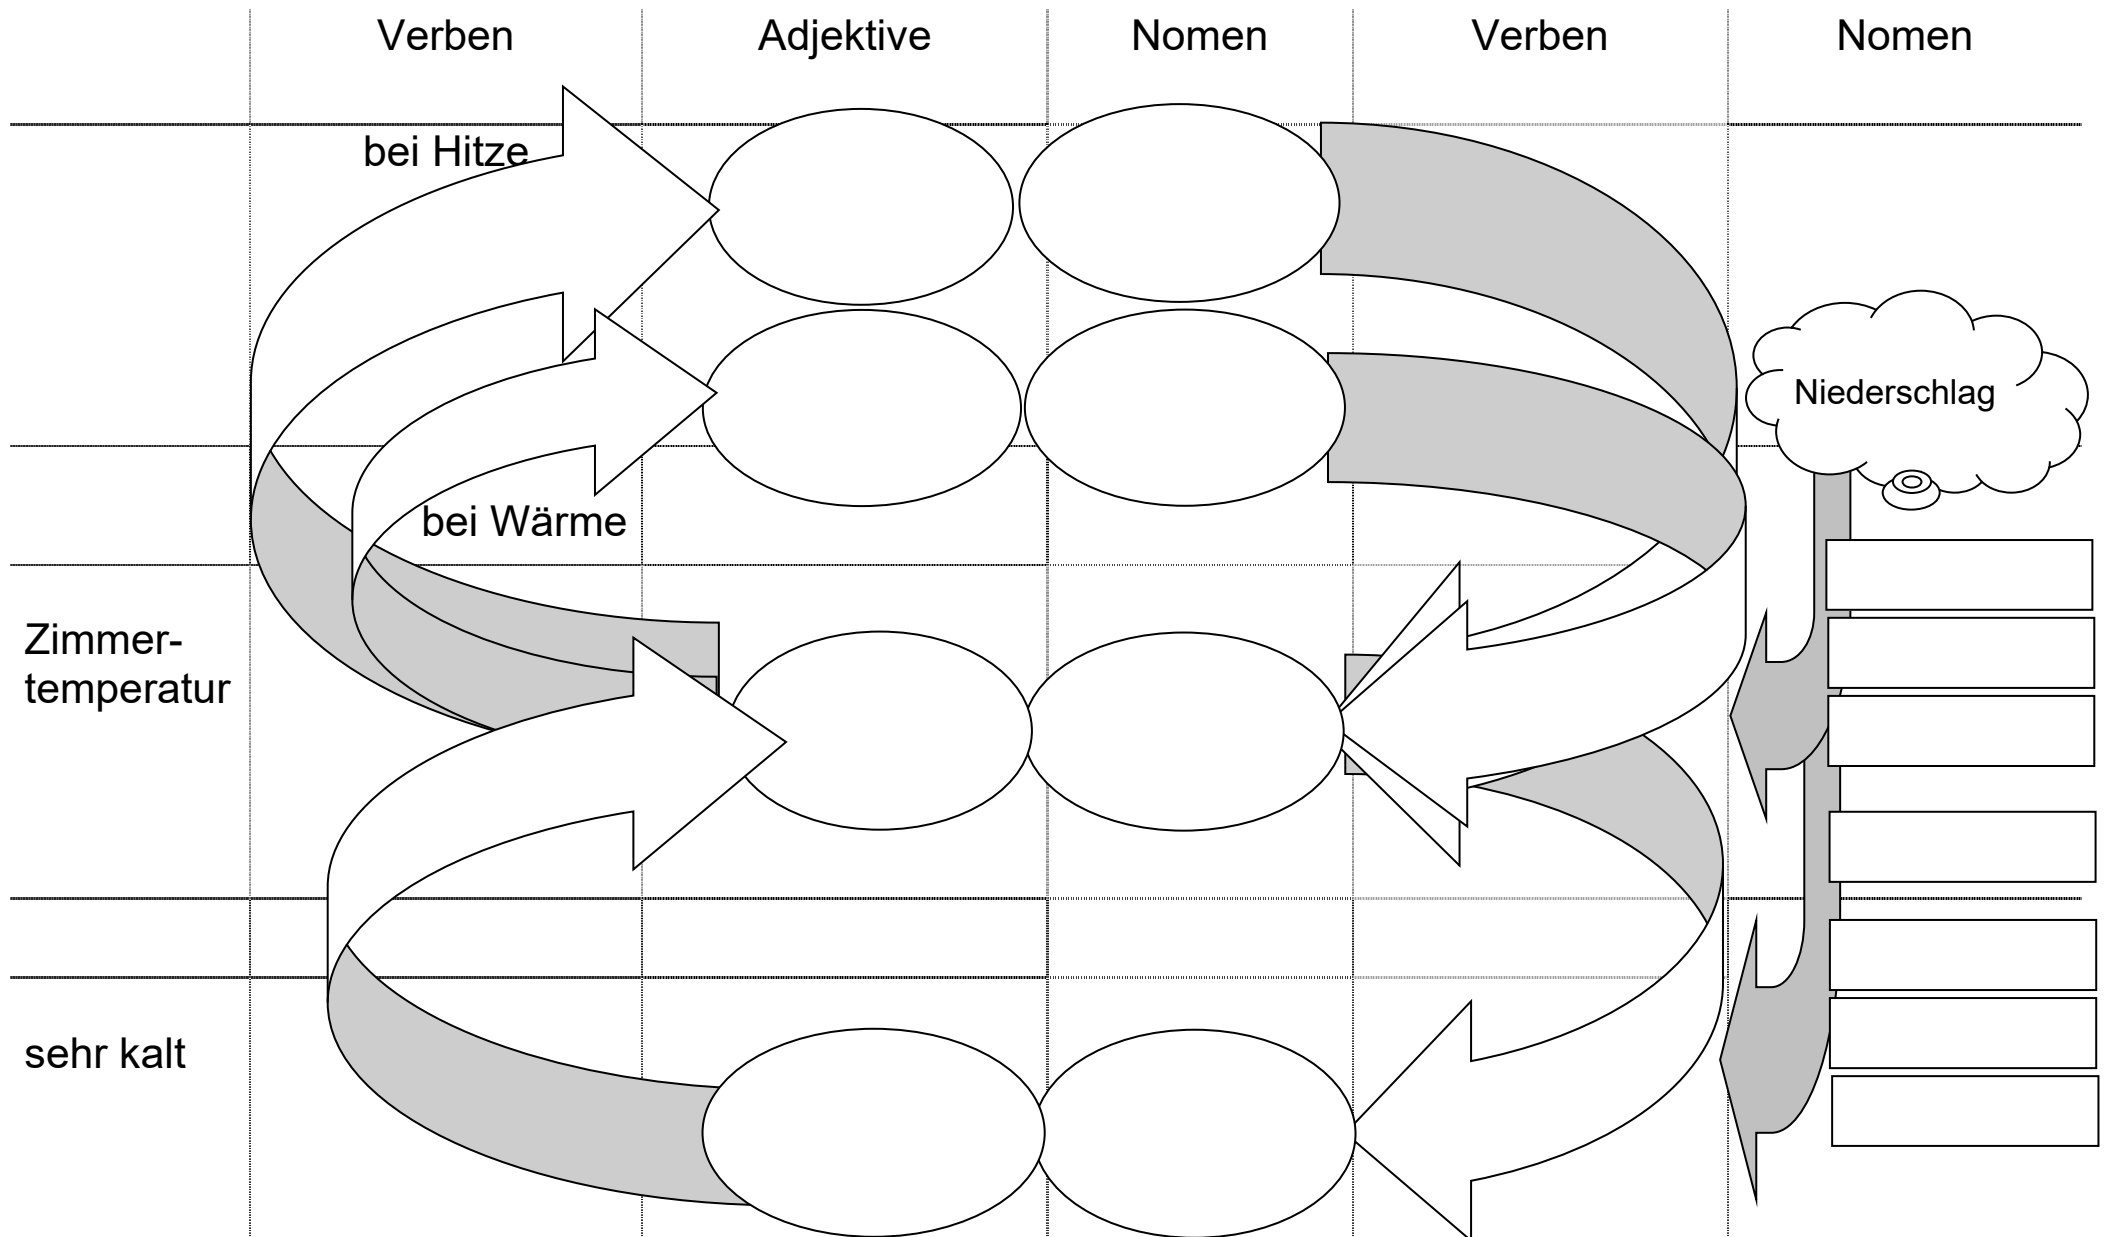 Verben
Adjektive
Nomen
Verben
Nomen
bei Hitze
Niederschlag
bei Wärme
Zimmer-
temperatur
sehr kalt